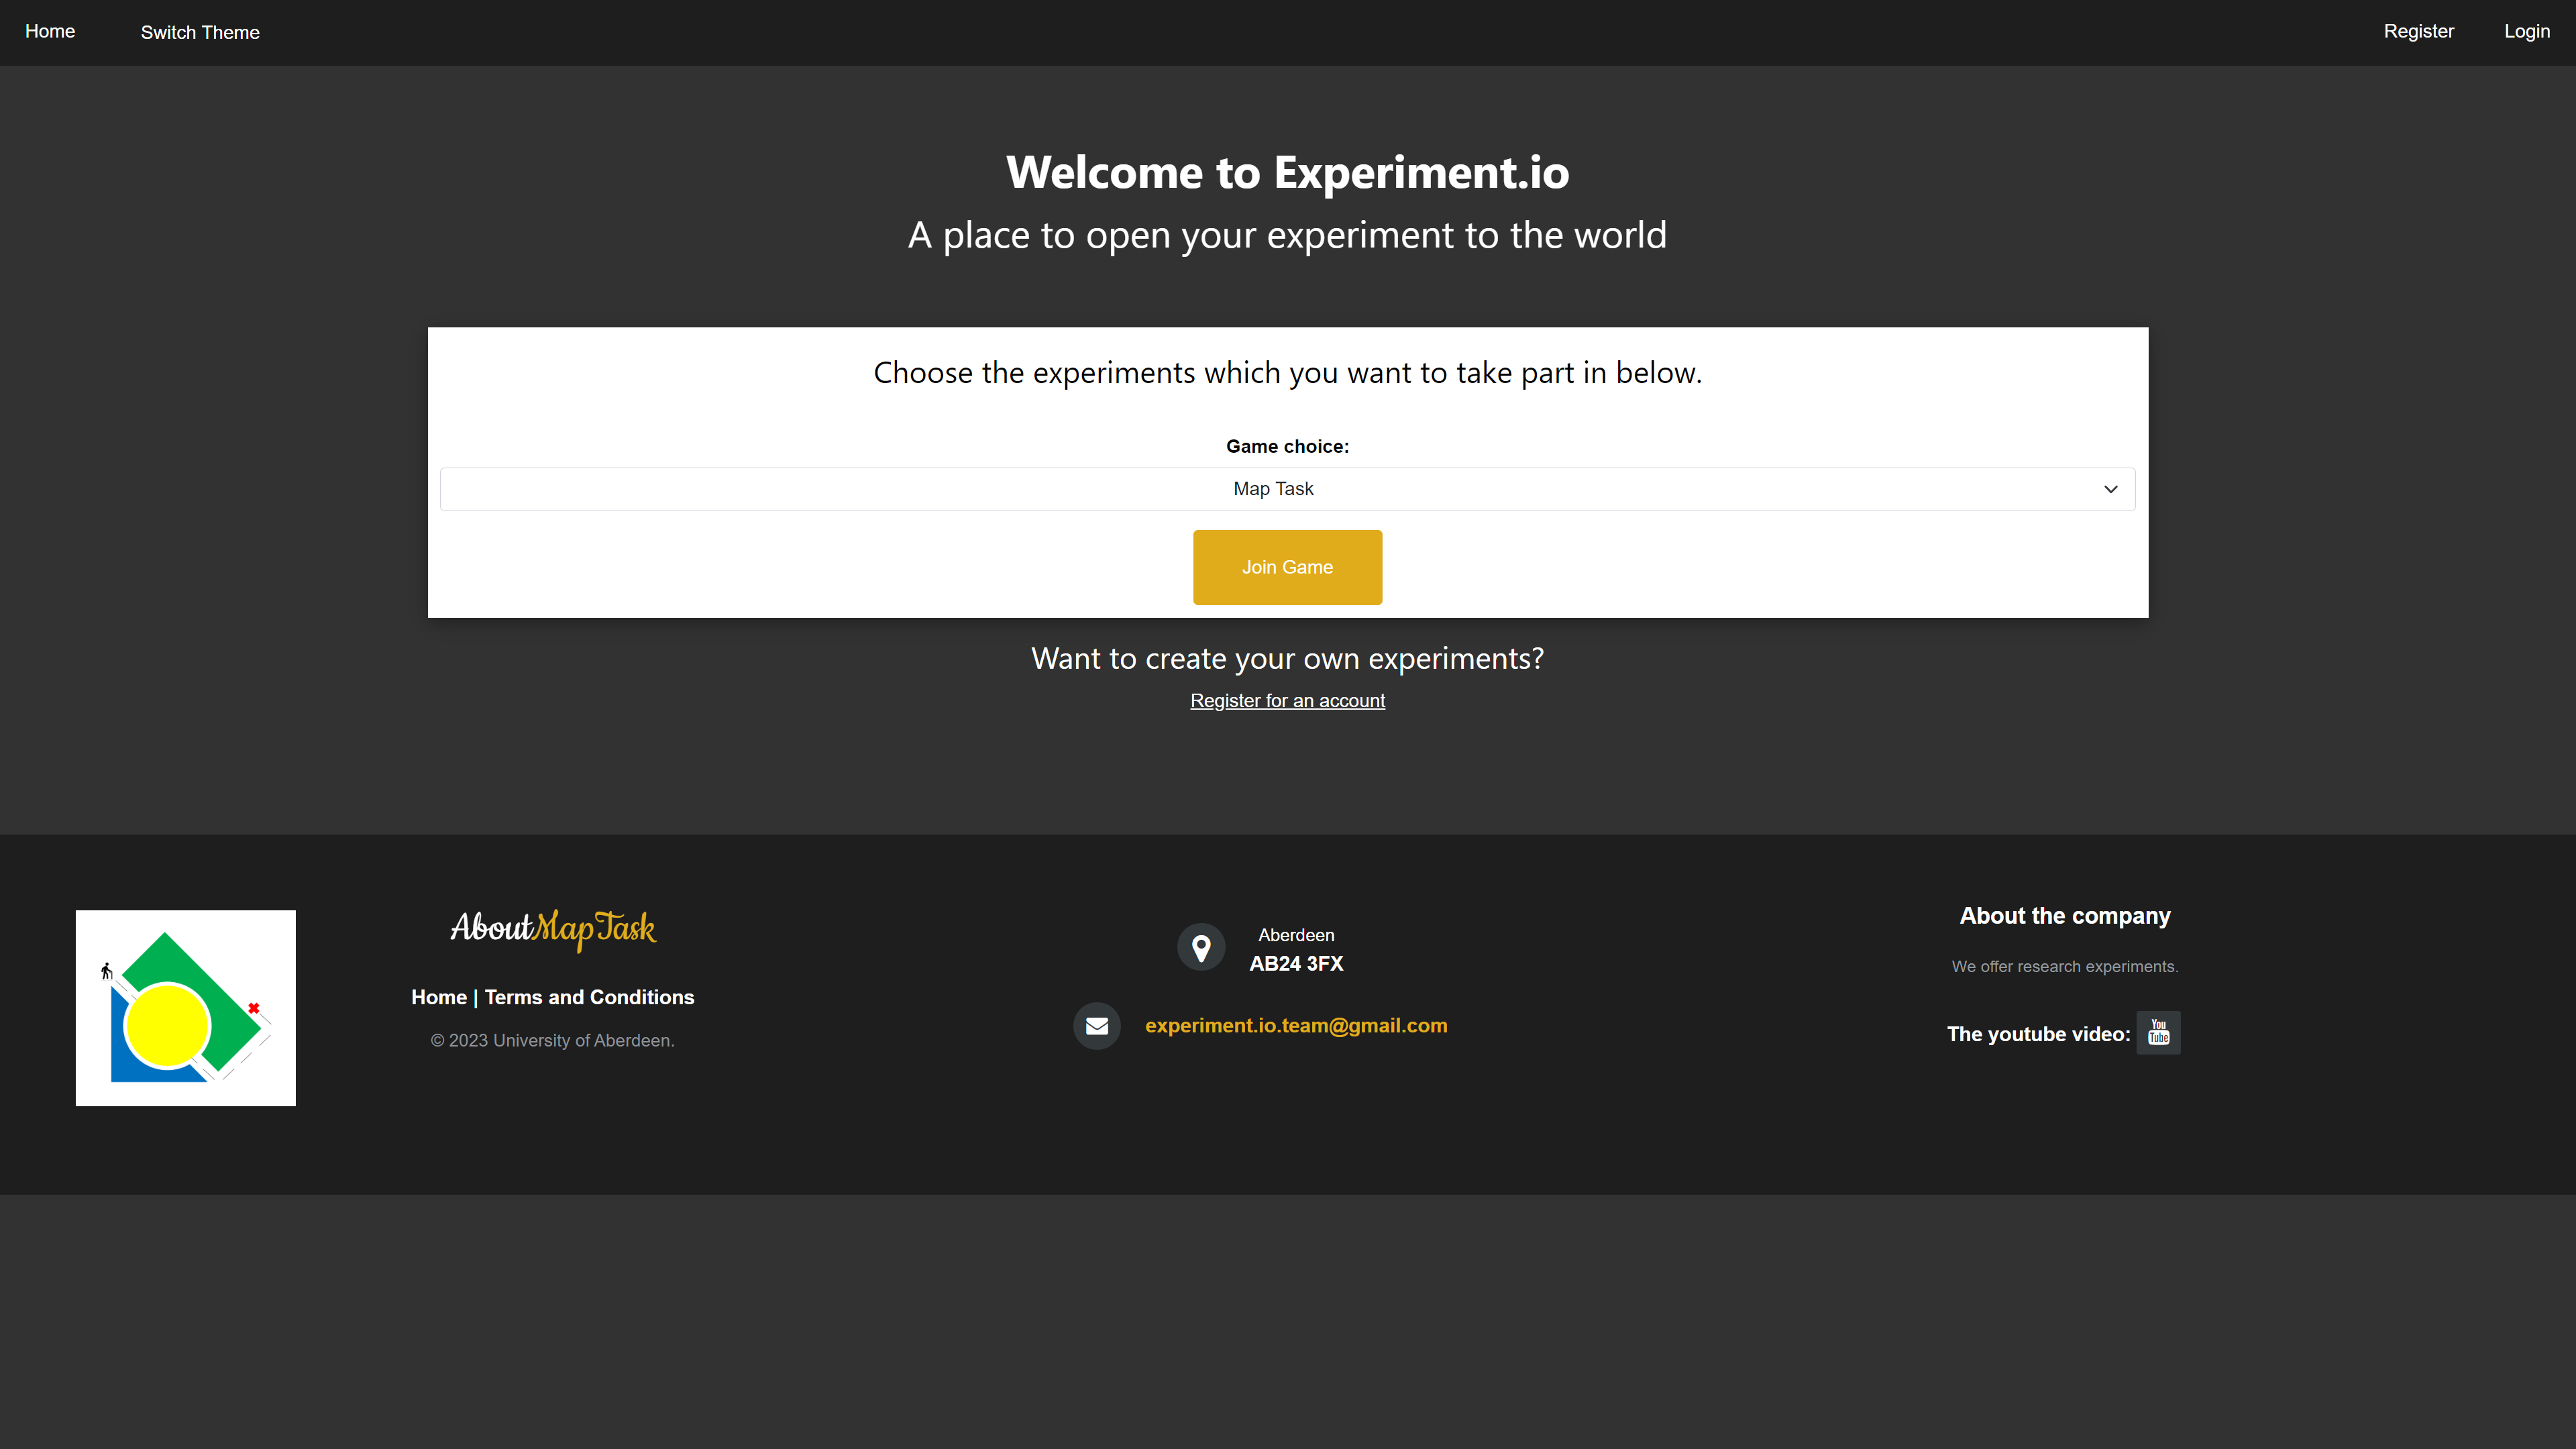 Home Switch Theme Register Login
Welcome to Experiment.io
A place to open your experiment to the world
Choose the experiments which you want to take part in below.
Game choice:
Map Task
Join Game
Want to create your own experiments?
Register for an account
AboutMapTask
Home | Terms and Conditions
© 2023 University of Aberdeen.
Aberdeen
AB24 3FX
experiment.io.team@gmail.com
About the company
We offer research experiments.
The youtube video: You
Tube